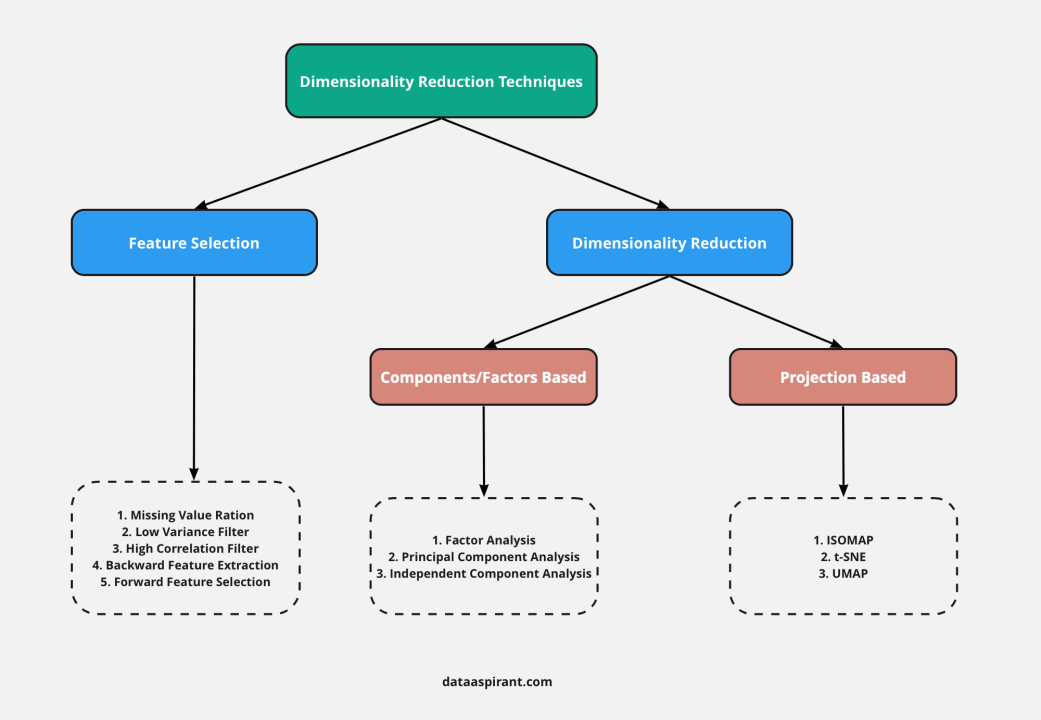 Dimensionality Reduction Techniques
Feature Selection
Dimensionality Reduction
Components/Factors Based
Projection Based
1. Missing Value Ration
2. Low Variance Filter
3. High Correlation Filter
4. Backward Feature Extraction
5. Forward Feature Selection
1. Factor Analysis
2. Principal Component Analysis
3. Independent Component Analysis
1. ISOMAP
2. t-SNE
3. UMAP
dataaspirant.com